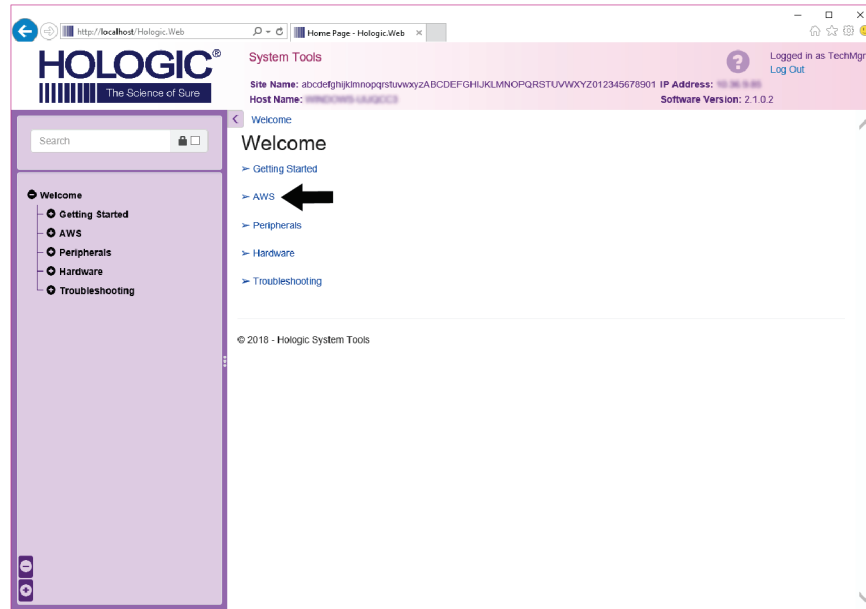 http://localhost/Hologic.Web
Home Page - Hologic.Web
HOLOGIC®
The Science of Sure
System Tools
Site Name: abcdefghijklmnopqrstuvwxyzABCDEFGHIJKLMNOPQRSTUVWXYZ012345678901 IP Address:
Host Name:
Software Version: 2.1.0.2
Logged in as TechMgr
Log Out
Search
Welcome
Getting Started
AWS
Peripherals
Hardware
Troubleshooting
Welcome
Welcome
Getting Started
AWS
Peripherals
Hardware
Troubleshooting
© 2018 - Hologic System Tools